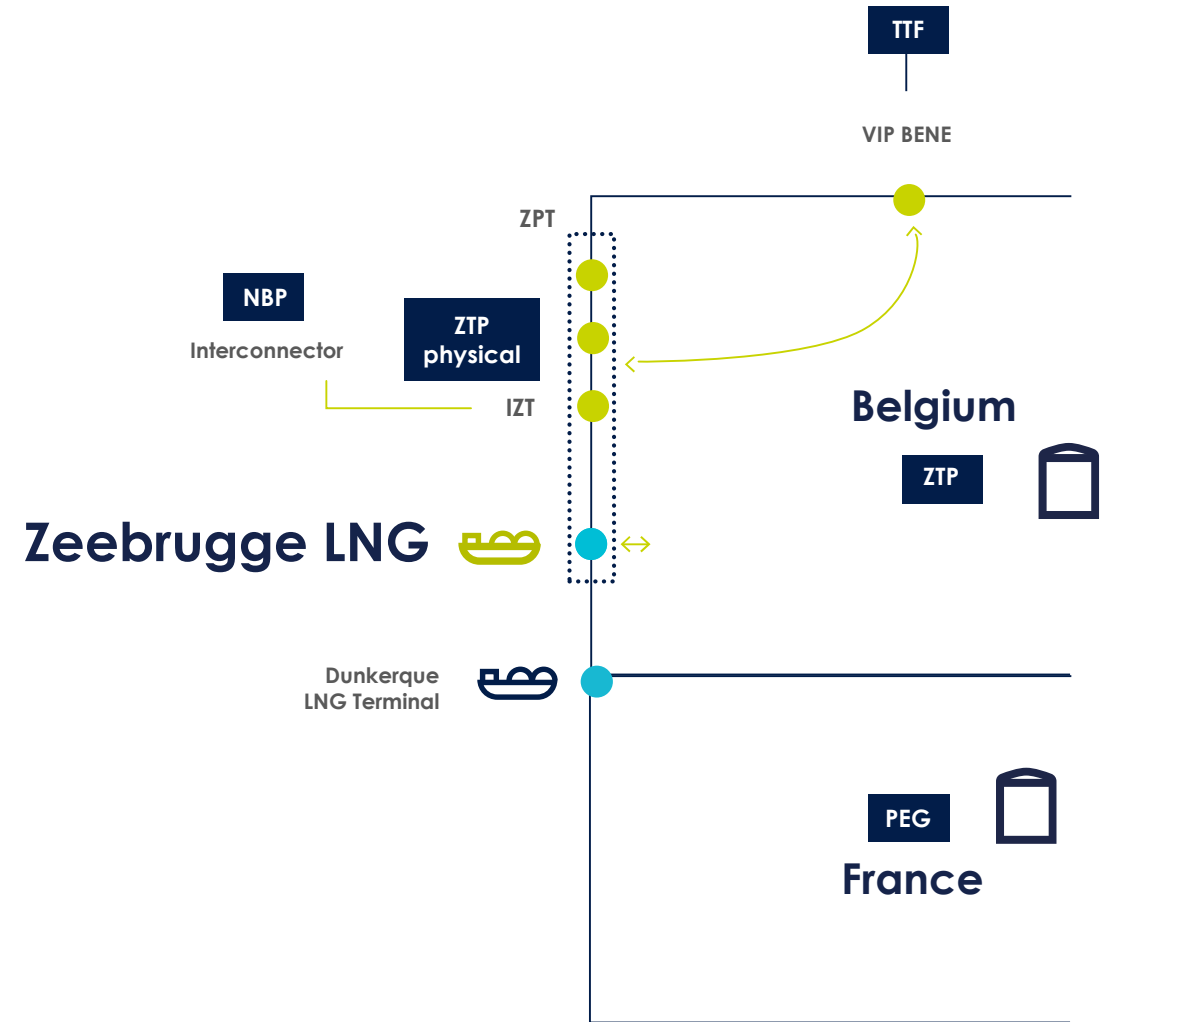 TTF
VIP BENE
ZPT
NBP
Interconnector
ZTP
physical
IZT
Belgium
ZTP
Zeebrugge LNG
Dunkerque
LNG Terminal
PEG
France